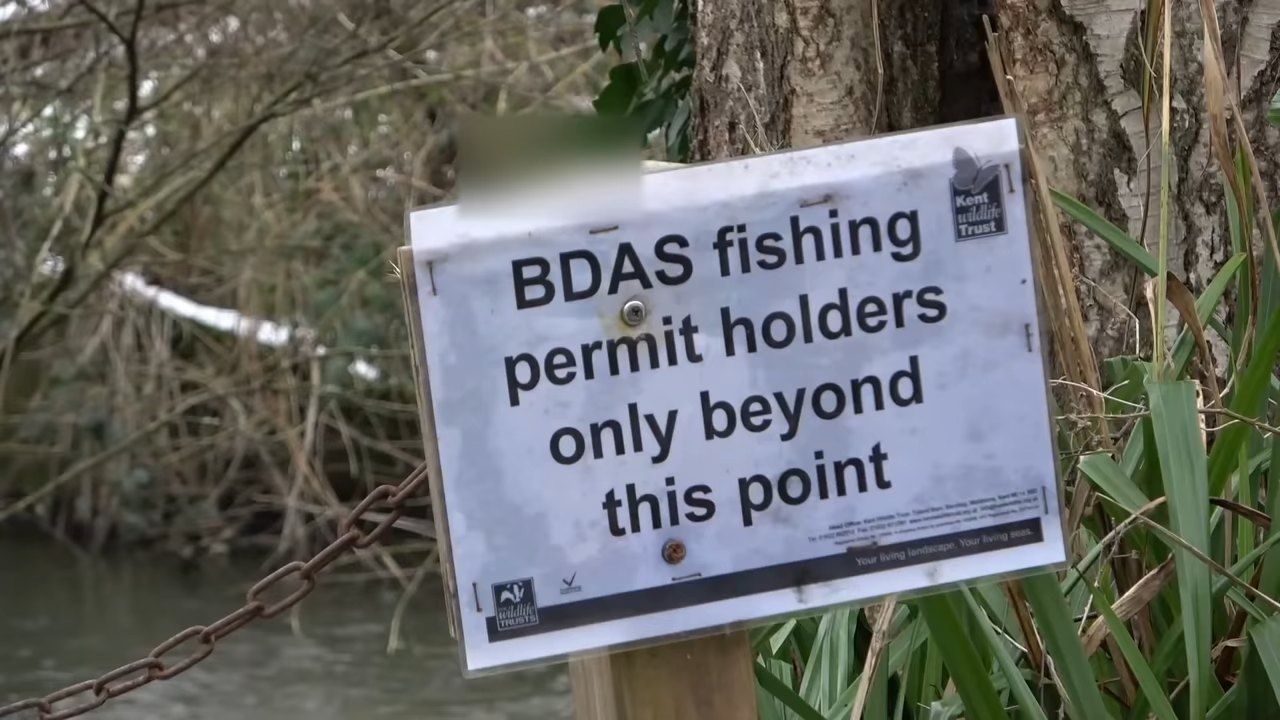 Kent
wildlife
Trust
BDAS fishing
permit holders
only beyond
this point
Your living landscape. Your living seas.
wildlife
TRUSTS